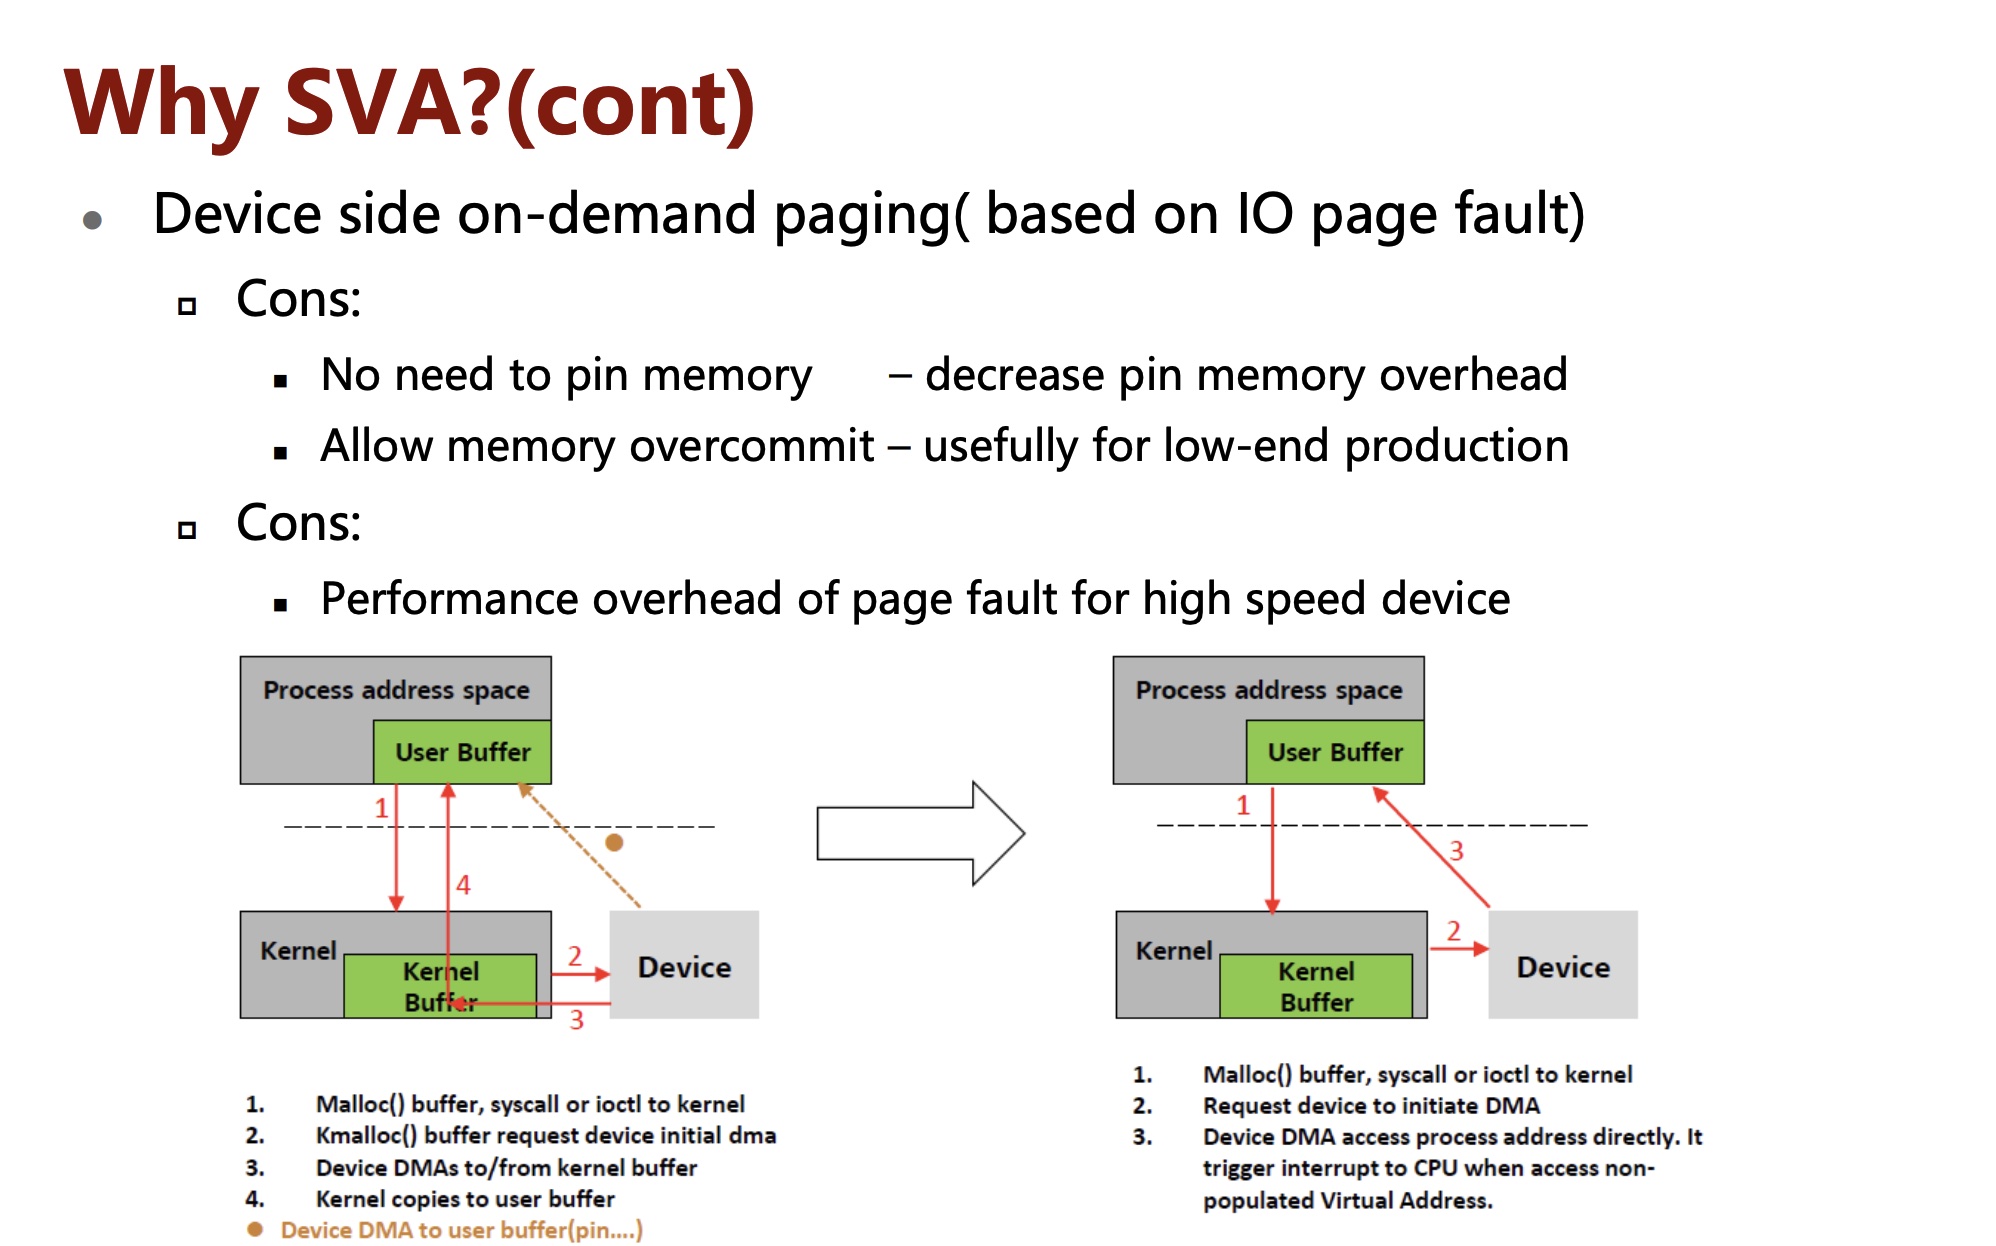 Why SVA?(cont)
Device side on-demand paging( based on IO page fault)
Cons:
No need to pin memory – decrease pin memory overhead
Allow memory overcommit – usefully for low-end production
Cons:
Performance overhead of page fault for high speed device
Process address space
User Buffer
1
4
Kernel
Kernel
Buffer
2
3
Device
1. Malloc() buffer, syscall or ioctl to kernel
2. Kmalloc() buffer request device initial dma
3. Device DMAs to/from kernel buffer
4. Kernel copies to user buffer
Device DMA to user buffer(pin....)
Process address space
User Buffer
1
3
Kernel
Kernel
Buffer
2
Device
1. Malloc() buffer, syscall or ioctl to kernel
2. Request device to initiate DMA
3. Device DMA access process address directly. It
trigger interrupt to CPU when access non-
populated Virtual Address.